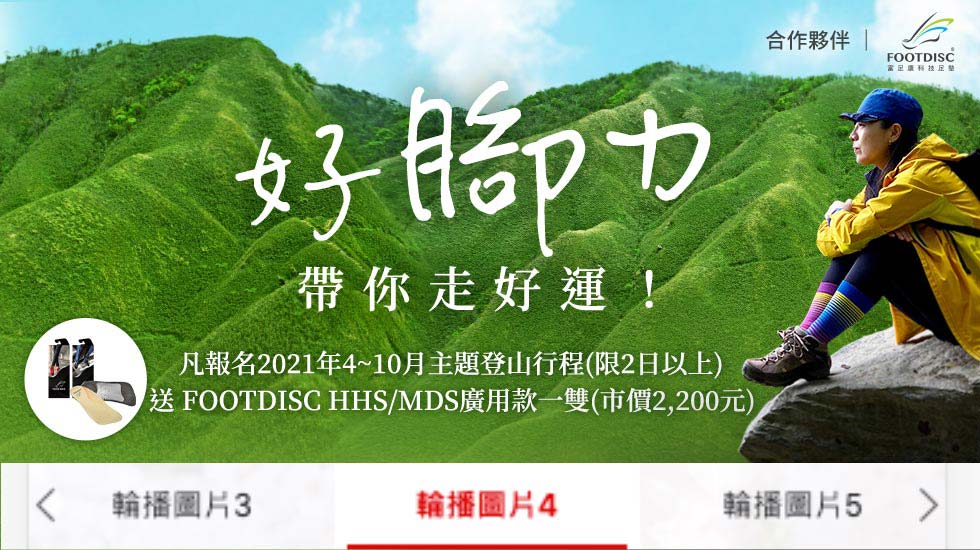 合作夥伴｜
FOOTDISC®
富足康科技足墊
好腳力
帶你走好運！
凡報名2021年4~10月主題登山行程(限2日以上)
送 FOOTDISC HHS/MDS廣用款一雙(市價2,200元)
輪播圖片3
輪播圖片4
輪播圖片5